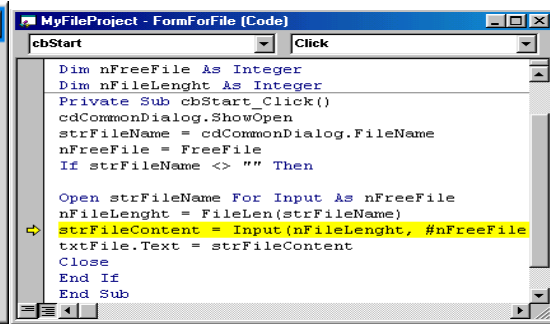 MyFileProject - FormForFile (Code)
cbStart Click
Dim nFreeFile As Integer
Dim nFileLenght As Integer
Private Sub cbStart_Click()
cdCommonDialog.ShowOpen
strFileName = cdCommonDialog.FileName
nFreeFile = FreeFile
If strFileName <> "" Then
Open strFileName For Input As nFreeFile
nFileLenght = FileLen(strFileName)
strFileContent = Input(nFileLenght, #nFreeFile
txtFile.Text = strFileContent
Close
End If
End Sub